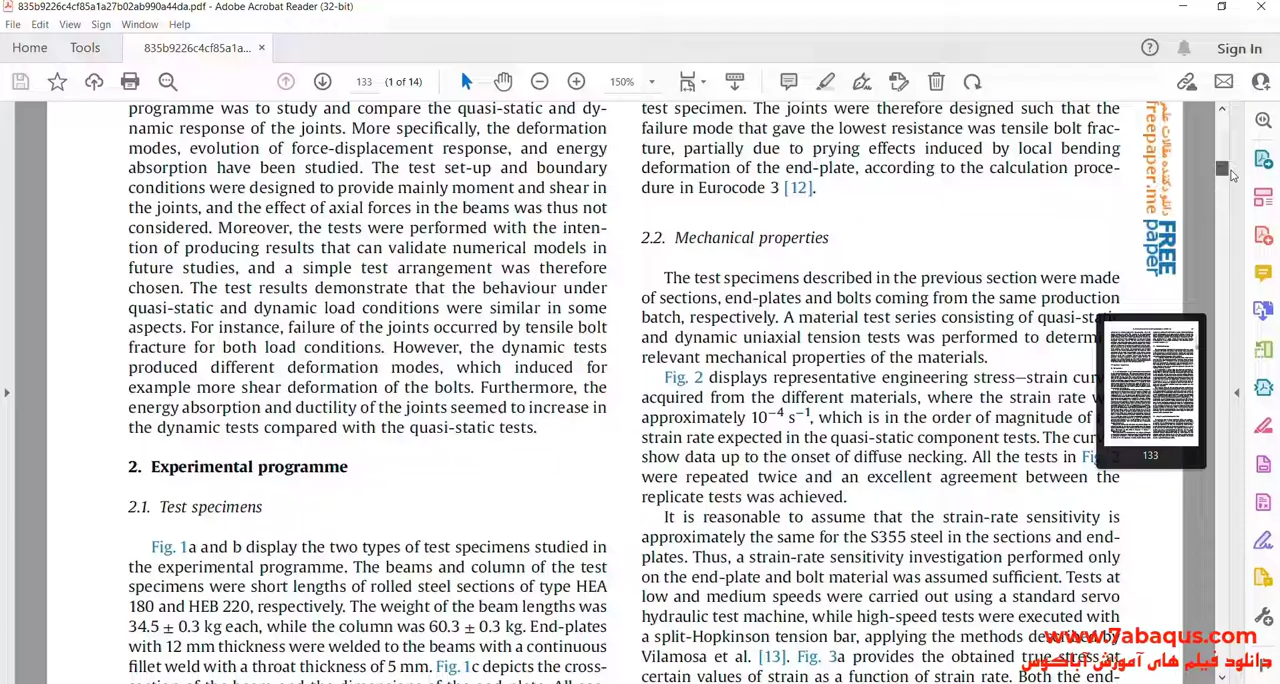 835b9226c4cf85a1a27b02ab990a44da.pdf - Adobe Acrobat Reader (32-bit)
File Edit View Sign Window Help
Home Tools 835b9226c4cf85a1a... × Sign In
133 (1 of 14) 150%
programme was to study and compare the quasi-static and dy-
namic response of the joints. More specifically, the deformation
modes, evolution of force-displacement response, and energy
absorption have been studied. The test set-up and boundary
conditions were designed to provide mainly moment and shear in
the joints, and the effect of axial forces in the beams was thus not
considered. Moreover, the tests were performed with the inten-
tion of producing results that can validate numerical models in
future studies, and a simple test arrangement was therefore
chosen. The test results demonstrate that the behaviour under
quasi-static and dynamic load conditions were similar in some
aspects. For instance, failure of the joints occurred by tensile bolt
fracture for both load conditions. However, the dynamic tests
produced different deformation modes, which induced for
example more shear deformation of the bolts. Furthermore, the
energy absorption and ductility of the joints seemed to increase in
the dynamic tests compared with the quasi-static tests.
2. Experimental programme
2.1. Test specimens
Fig. 1a and b display the two types of test specimens studied in
the experimental programme. The beams and column of the test
specimens were short lengths of rolled steel sections of type HEA
180 and HEB 220, respectively. The weight of the beam lengths was
34.5 ± 0.3 kg each, while the column was 60.3 ± 0.3 kg. End-plates
with 12 mm thickness were welded to the beams with a continuous
fillet weld with a throat thickness of 5 mm. Fig. 1c depicts the cross-
section of the beam and the dimensions of the end-plate. All
test specimen. The joints were therefore designed such that the
failure mode that gave the lowest resistance was tensile bolt frac-
ture, partially due to prying effects induced by local bending
deformation of the end-plate, according to the calculation proce-
dure in Eurocode 3 [12].
2.2. Mechanical properties
The test specimens described in the previous section were made
of sections, end-plates and bolts coming from the same production
batch, respectively. A material test series consisting of quasi-static
and dynamic uniaxial tension tests was performed to determ
relevant mechanical properties of the materials.
Fig. 2 displays representative engineering stress–strain curv
acquired from the different materials, where the strain rate w
approximately 10⁻⁴ s⁻¹, which is in the order of magnitude of
strain rate expected in the quasi-static component tests. The cur
show data up to the onset of diffuse necking. All the tests in Fig. 2
were repeated twice and an excellent agreement between the
replicate tests was achieved.
It is reasonable to assume that the strain-rate sensitivity is
approximately the same for the S355 steel in the sections and end-
plates. Thus, a strain-rate sensitivity investigation performed only
on the end-plate and bolt material was assumed sufficient. Tests at
low and medium speeds were carried out using a standard servo
hydraulic test machine, while high-speed tests were executed with
a split-Hopkinson tension bar, applying the methods described by
Vilamosa et al. [13]. Fig. 3a provides the obtained true stress at
certain values of strain as a function of strain rate. Both the end-
دانلود کننده مقالات علمی
freepaper.me
FREE
paper
133
www.7abaqus.com
دانلود فیلم های آموزش آباکوس